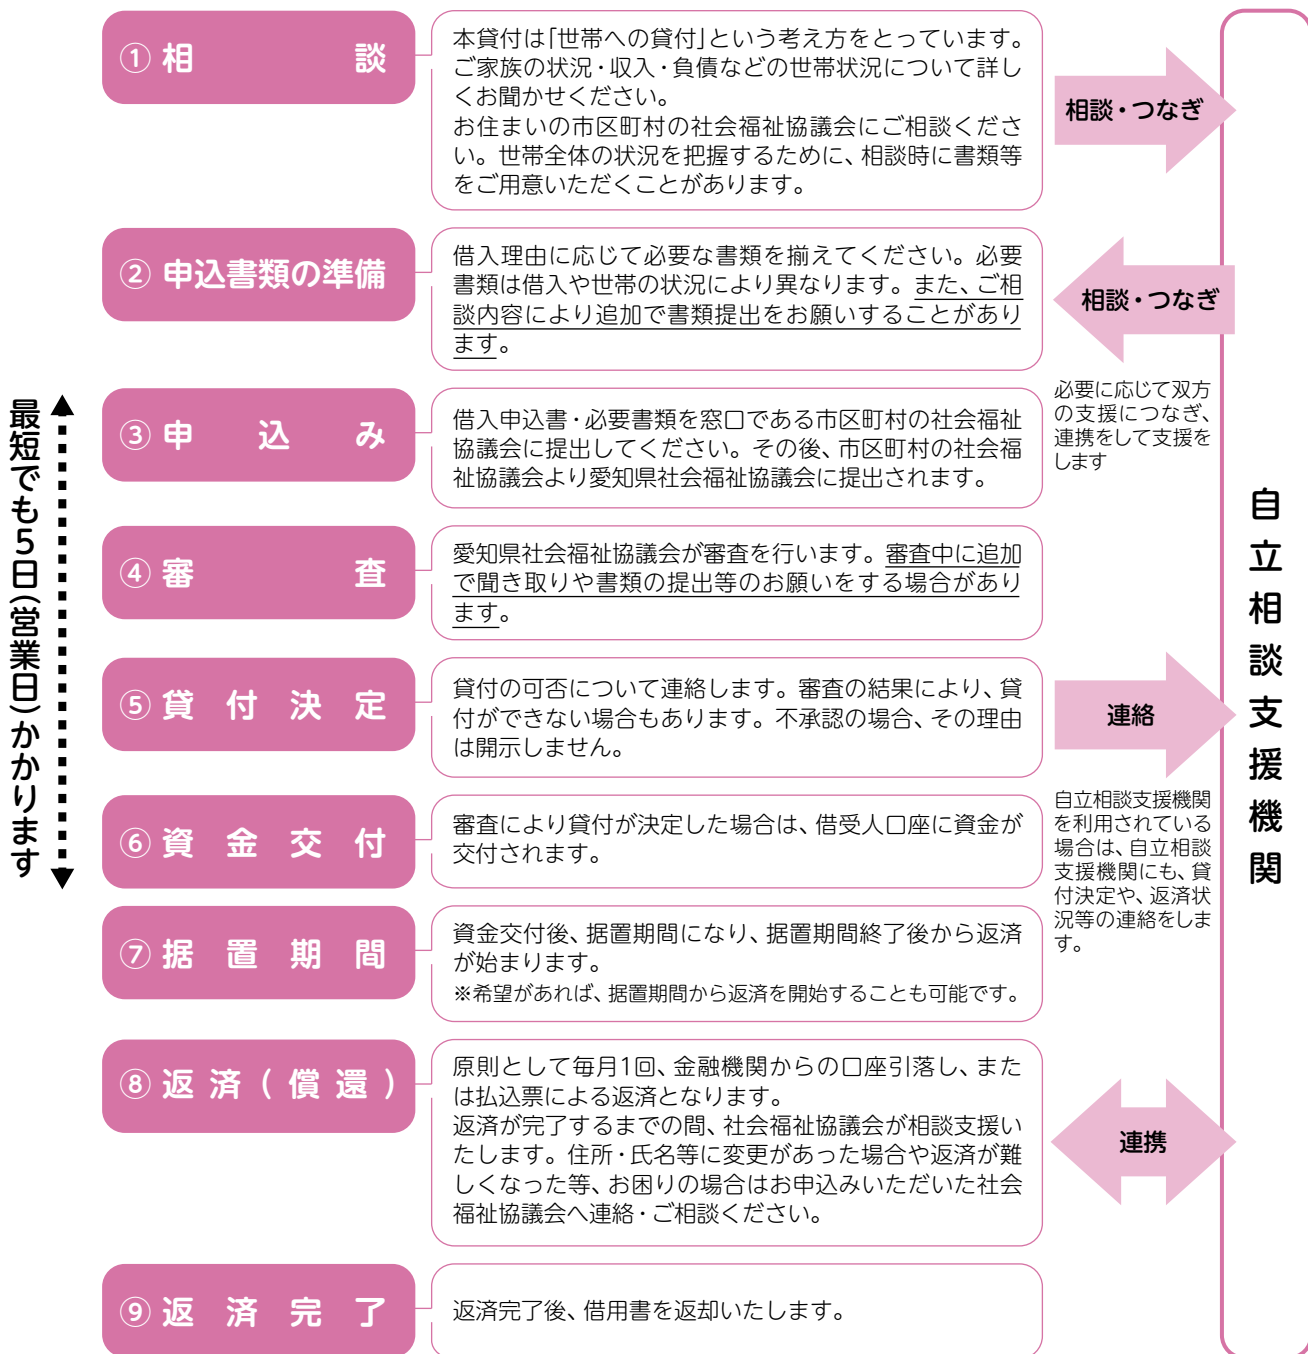 ① 相談
本貸付は「世帯への貸付」という考え方をとっています。
ご家族の状況・収入・負債などの世帯状況について詳し
くお聞かせください。
お住まいの市区町村の社会福祉協議会にご相談くださ
い。世帯全体の状況を把握するために、相談時に書類等
をご用意いただくことがあります。
相談・つなぎ
② 申込書類の準備
借入理由に応じて必要な書類を揃えてください。必要
書類は借入や世帯の状況により異なります。また、ご相
談内容により追加で書類提出をお願いすることがあり
ます。
相談・つなぎ
必要に応じて双方
の支援につなぎ、
連携をして支援を
します
最短でも5日(営業日)かかります
③ 申込み
借入申込書・必要書類を窓口である市区町村の社会福祉
協議会に提出してください。その後、市区町村の社会福
祉協議会より愛知県社会福祉協議会に提出されます。
④ 審査
愛知県社会福祉協議会が審査を行います。審査中に追加
で聞き取りや書類の提出等のお願いをする場合があり
ます。
⑤ 貸付決定
貸付の可否について連絡します。審査の結果により、貸
付ができない場合もあります。不承認の場合、その理由
は開示しません。
連絡
自立相談支援機関
を利用されている
場合は、自立相談
支援機関にも、貸
付決定や、返済状
況等の連絡をしま
す。
⑥ 資金交付
審査により貸付が決定した場合は、借受人口座に資金が
交付されます。
⑦ 据置期間
資金交付後、据置期間になり、据置期間終了後から返済
が始まります。
※希望があれば、据置期間から返済を開始することも可能です。
⑧ 返済(償還)
原則として毎月1回、金融機関からの口座引落し、また
は払込票による返済となります。
返済が完了するまでの間、社会福祉協議会が相談支援い
たします。住所・氏名等に変更があった場合や返済が難
しくなった等、お困りの場合はお申込みいただいた社会
福祉協議会へ連絡・ご相談ください。
連携
⑨ 返済完了
返済完了後、借用書を返却いたします。
自立相談支援機関